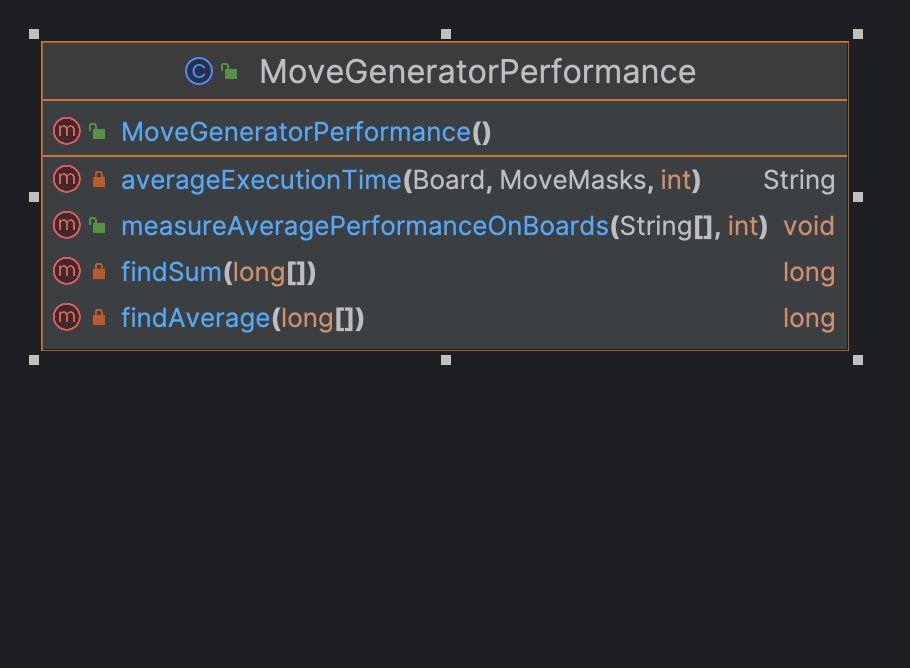 C MoveGeneratorPerformance
m MoveGeneratorPerformance()
m averageExecutionTime(Board, MoveMasks, int) String
m measureAveragePerformanceOnBoards(String[], int) void
m findSum(long[]) long
m findAverage(long[]) long